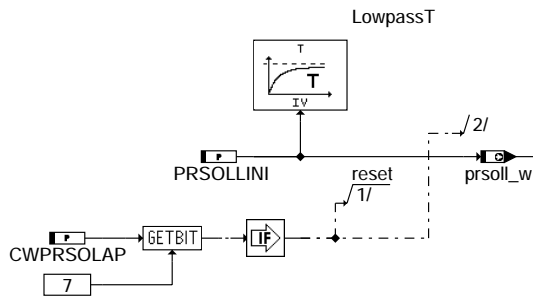 LowpassT
T
T
IV
2/
P
PRSOLLINI
prsoll_w
reset
1/
P
GETBIT
IF
CWPRSOLAP
7